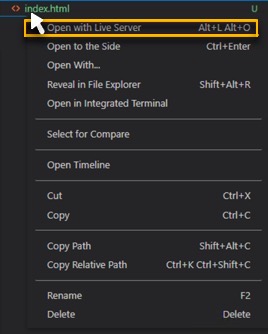 <> index.html U
Open with Live Server Alt+L Alt+O
Open to the Side Ctrl+Enter
Open With...
Reveal in File Explorer Shift+Alt+R
Open in Integrated Terminal
Select for Compare
Open Timeline
Cut Ctrl+X
Copy Ctrl+C
Copy Path Shift+Alt+C
Copy Relative Path Ctrl+K Ctrl+Shift+C
Rename F2
Delete Delete